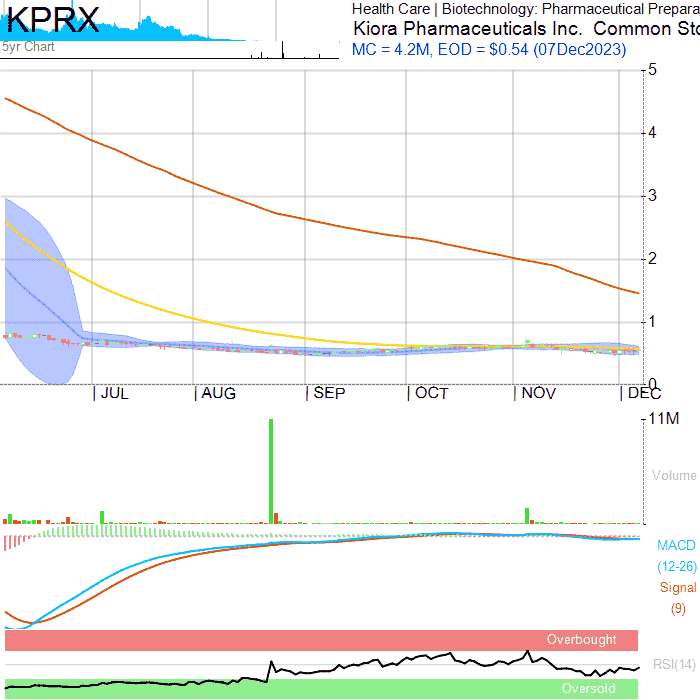 KPRX
Health Care | Biotechnology: Pharmaceutical Prepara
Kiora Pharmaceuticals Inc. Common Sto
5yr Chart
MC = 4.2M, EOD = $0.54 (07Dec2023)
5
4
3
2
1
0
JUL
AUG
SEP
OCT
NOV
DEC
11M
Volume
MACD
(12-26)
Signal
(9)
Overbought
RSI(14)
Oversold